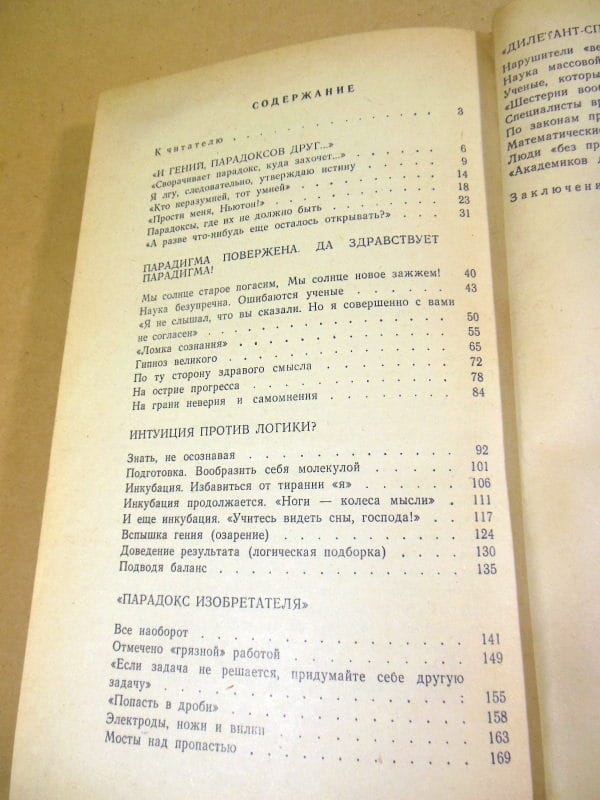 СОДЕРЖАНИЕ
К читателю . . . . . . . . . . 3
«И ГЕНИЙ, ПАРАДОКСОВ ДРУГ...»
«Сворачивает парадокс, куда захочет...» . . . . 6
Я лгу, следовательно, утверждаю истину . . . . 9
«Кто неразумней, тот умней» . . . . . . 14
«Прости меня, Ньютон!» . . . . . . . 18
Парадоксы, где их не должно быть . . . . . 23
«А разве что-нибудь еще осталось открывать?» . . . 31
ПАРАДИГМА ПОВЕРЖЕНА. ДА ЗДРАВСТВУЕТ
ПАРАДИГМА!
Мы солнце старое погасим, Мы солнце новое зажжем! 40
Наука безупречна. Ошибаются ученые . . . . . 43
«Я не слышал, что вы сказали. Но я совершенно с вами
не согласен» . . . . . . . . . . 50
«Ломка сознания» . . . . . . . . . 55
Гипноз великого . . . . . . . . . 65
По ту сторону здравого смысла . . . . . . 72
На острие прогресса . . . . . . . . 78
На грани неверия и самомнения . . . . . . 84
ИНТУИЦИЯ ПРОТИВ ЛОГИКИ?
Знать, не осознавая . . . . . . . . 92
Подготовка. Вообразить себя молекулой . . . . 101
Инкубация. Избавиться от тирании «я» . . . . 106
Инкубация продолжается. «Ноги — колеса мысли» . 111
И еще инкубация. «Учитесь видеть сны, господа!» . . 117
Вспышка гения (озарение) . . . . . . . 124
Доведение результата (логическая подборка) . . . . 130
Подводя баланс . . . . . . . . . 135
«ПАРАДОКС ИЗОБРЕТАТЕЛЯ»
Все наоборот . . . . . . . . . . 141
Отмечено «грязной» работой . . . . . . . 149
«Если задача не решается, придумайте себе другую
задачу» . . . . . . . . . . . 155
«Попасть в дроби» . . . . . . . . . 158
Электроды, ножи и вилки . . . . . . . 163
Мосты над пропастью . . . . . . . . 169
«ДИЛЕТАНТ-СП
Нарушители «ве
Наука массовой
Ученые, которы
«Шестерни вооб
Специалисты вр
По законам пр
Математические
Люди «без пр
«Академиков л
Заключени